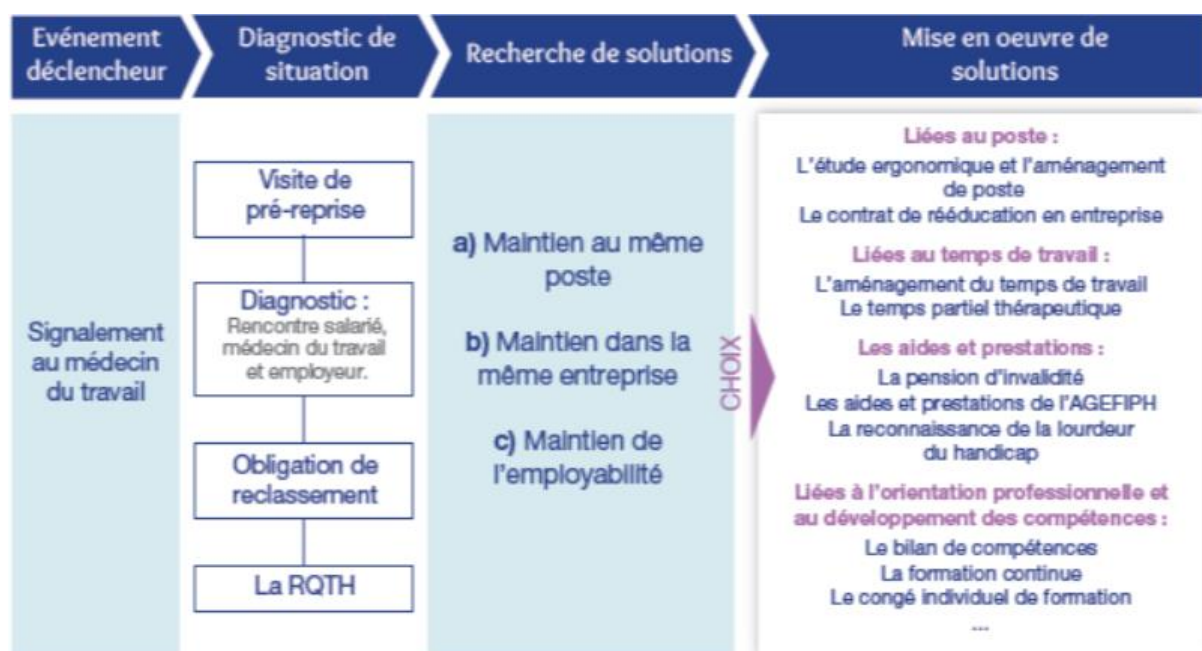 Evénement
déclencheur
Diagnostic de
situation
Recherche de solutions
Mise en oeuvre de
solutions
Signalement
au médecin
du travail
Visite de
pré-reprise
Diagnostic :
Rencontre salarié,
médecin du travail
et employeur.
Obligation de
reclassement
La RQTH
a) Maintien au même
poste
b) Maintien dans la
même entreprise
c) Maintien de
l'employabilité
CHOIX
Liées au poste :
L'étude ergonomique et l'aménagement
de poste
Le contrat de rééducation en entreprise
Liées au temps de travail :
L'aménagement du temps de travail
Le temps partiel thérapeutique
Les aides et prestations :
La pension d'invalidité
Les aides et prestations de l'AGEFIPH
La reconnaissance de la lourdeur
du handicap
Liées à l'orientation professionnelle et
au développement des compétences :
Le bilan de compétences
La formation continue
Le congé individuel de formation
...